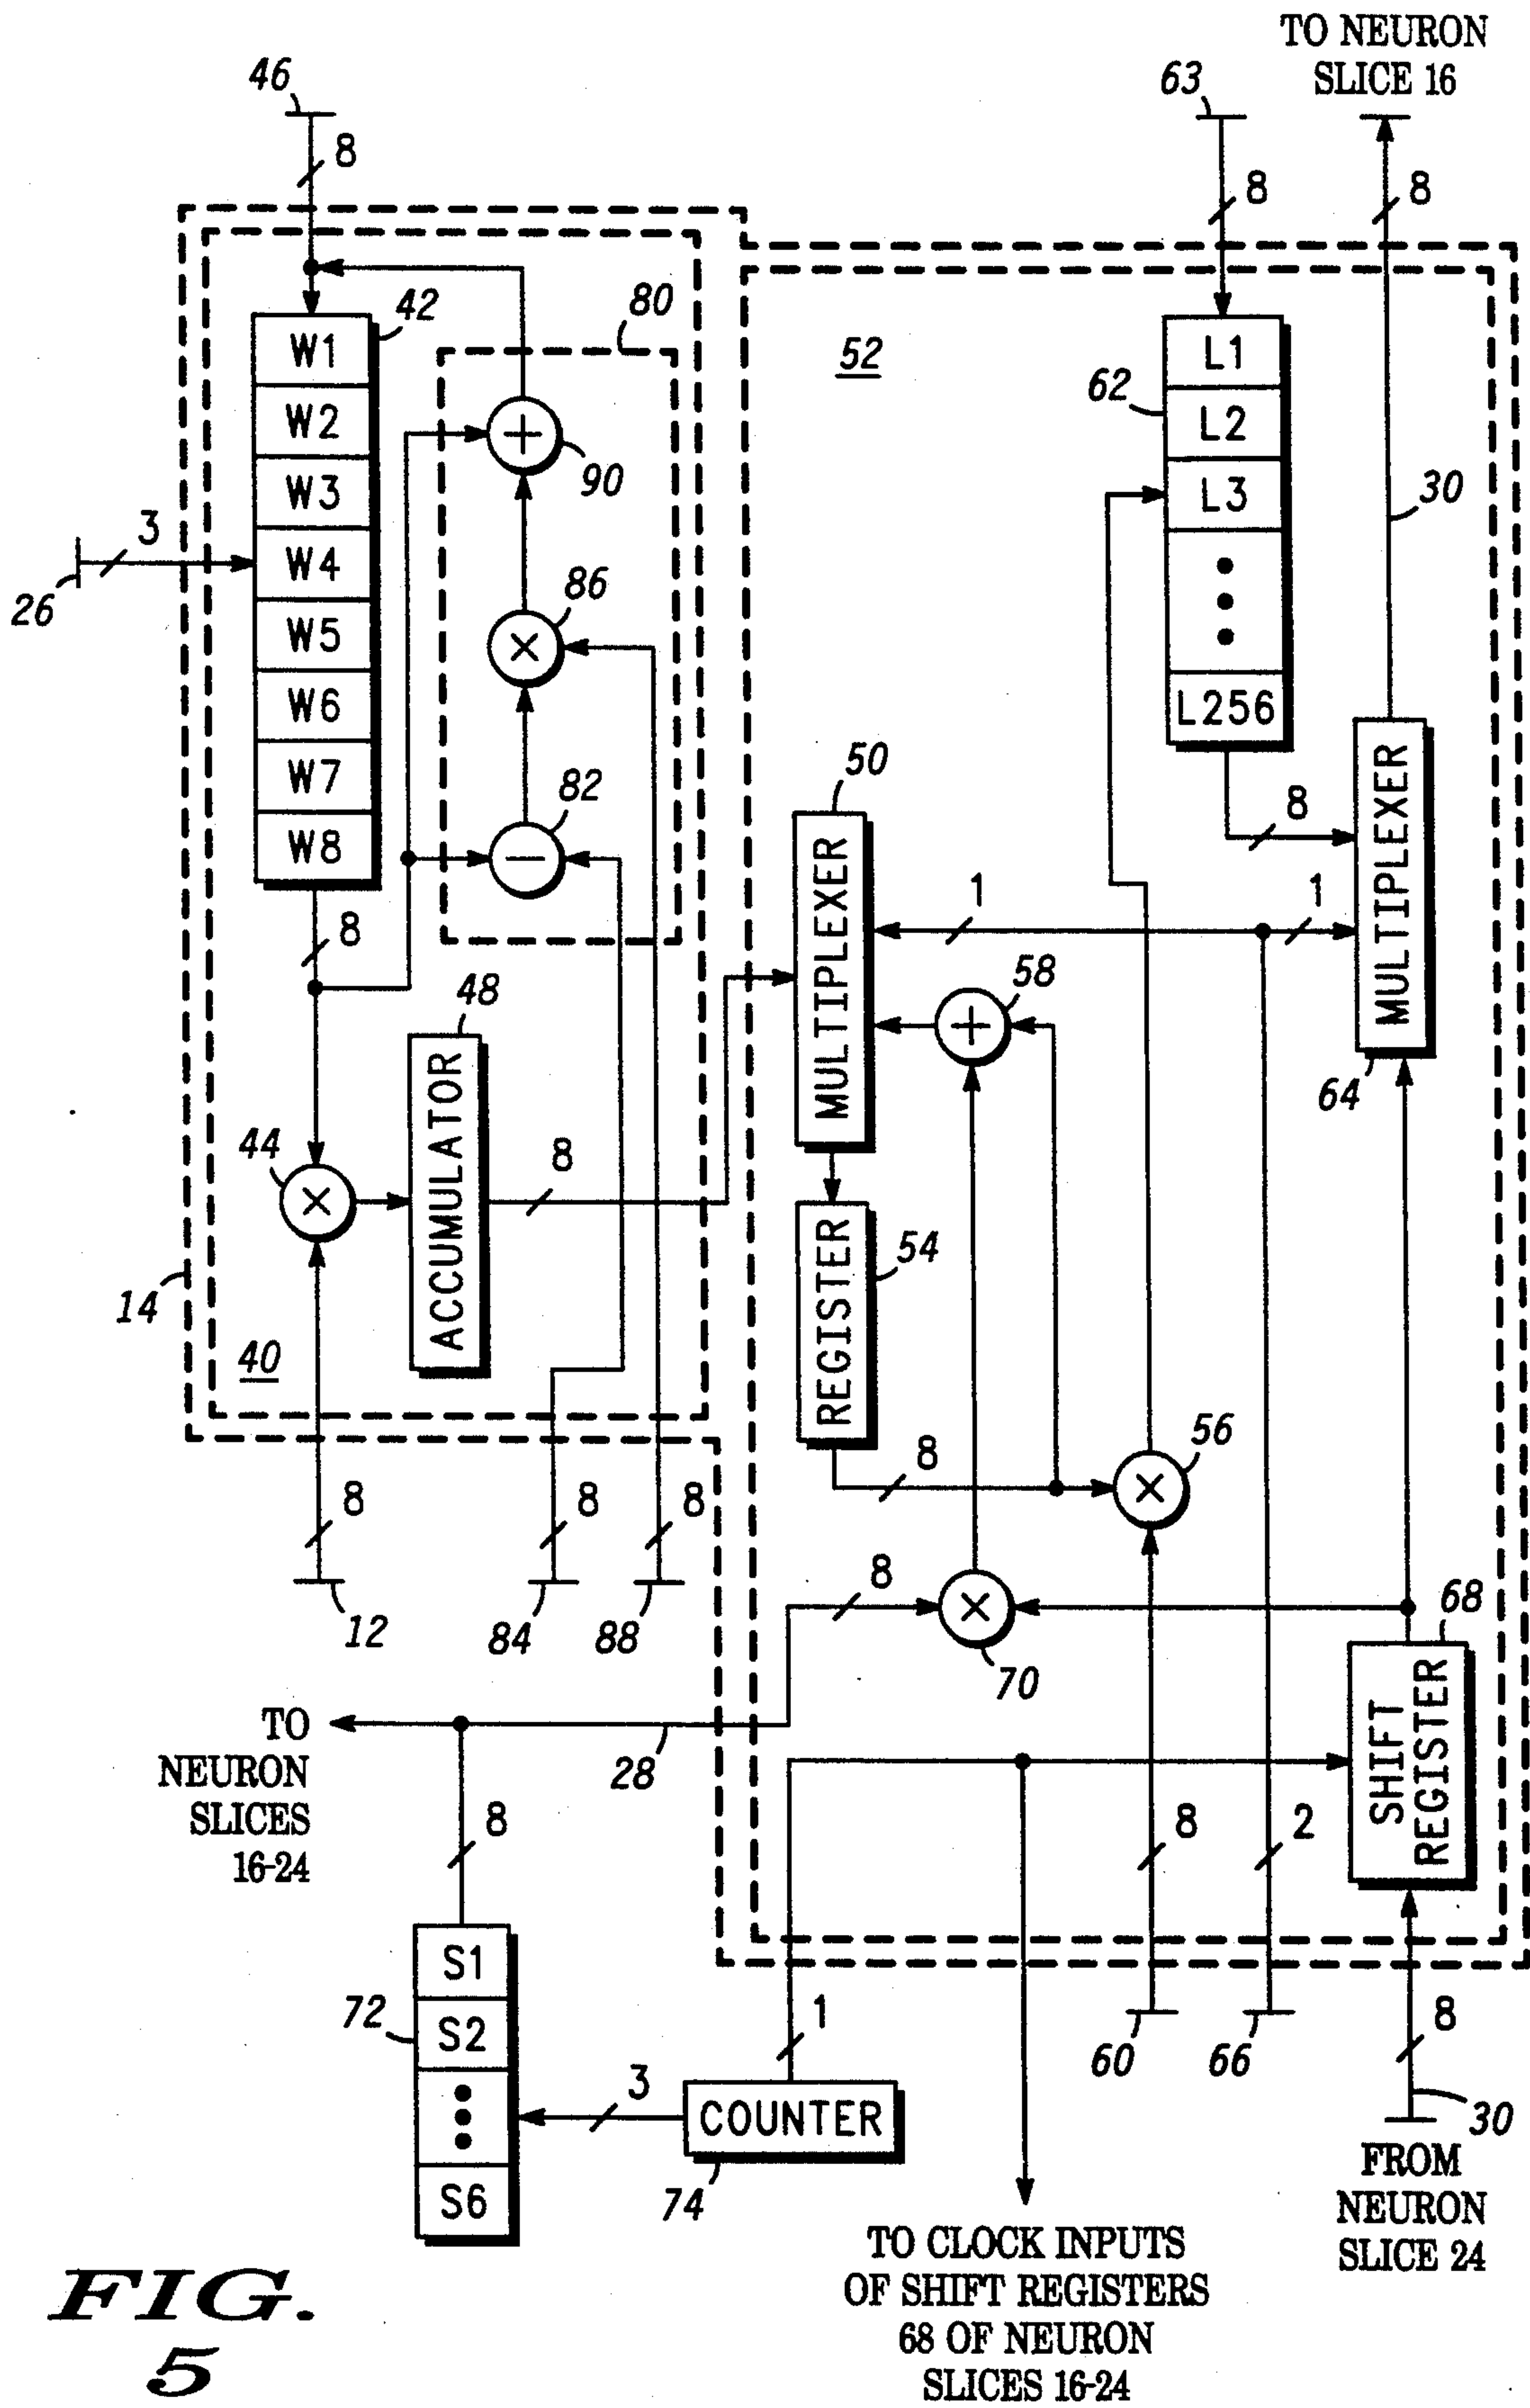 TO NEURON
SLICE 16
46
63
8
8
8
80
42
52
W1
W2
W3
W4
W5
W6
W7
W8
62
L1
L2
L3
L256
90
30
3
26
86
82
50
8
1
1
MULTIPLEXER
MULTIPLEXER
8
48
58
64
44
ACCUMULATOR
8
REGISTER
54
14
40
56
8
8
8
8
8
12
84
88
70
68
SHIFT
REGISTER
TO
NEURON
SLICES
16-24
28
8
8
2
S1
S2
S6
72
3
1
COUNTER
74
60
66
8
30
FROM
NEURON
SLICE 24
TO CLOCK INPUTS
OF SHIFT REGISTERS
68 OF NEURON
SLICES 16-24
FIG.
5